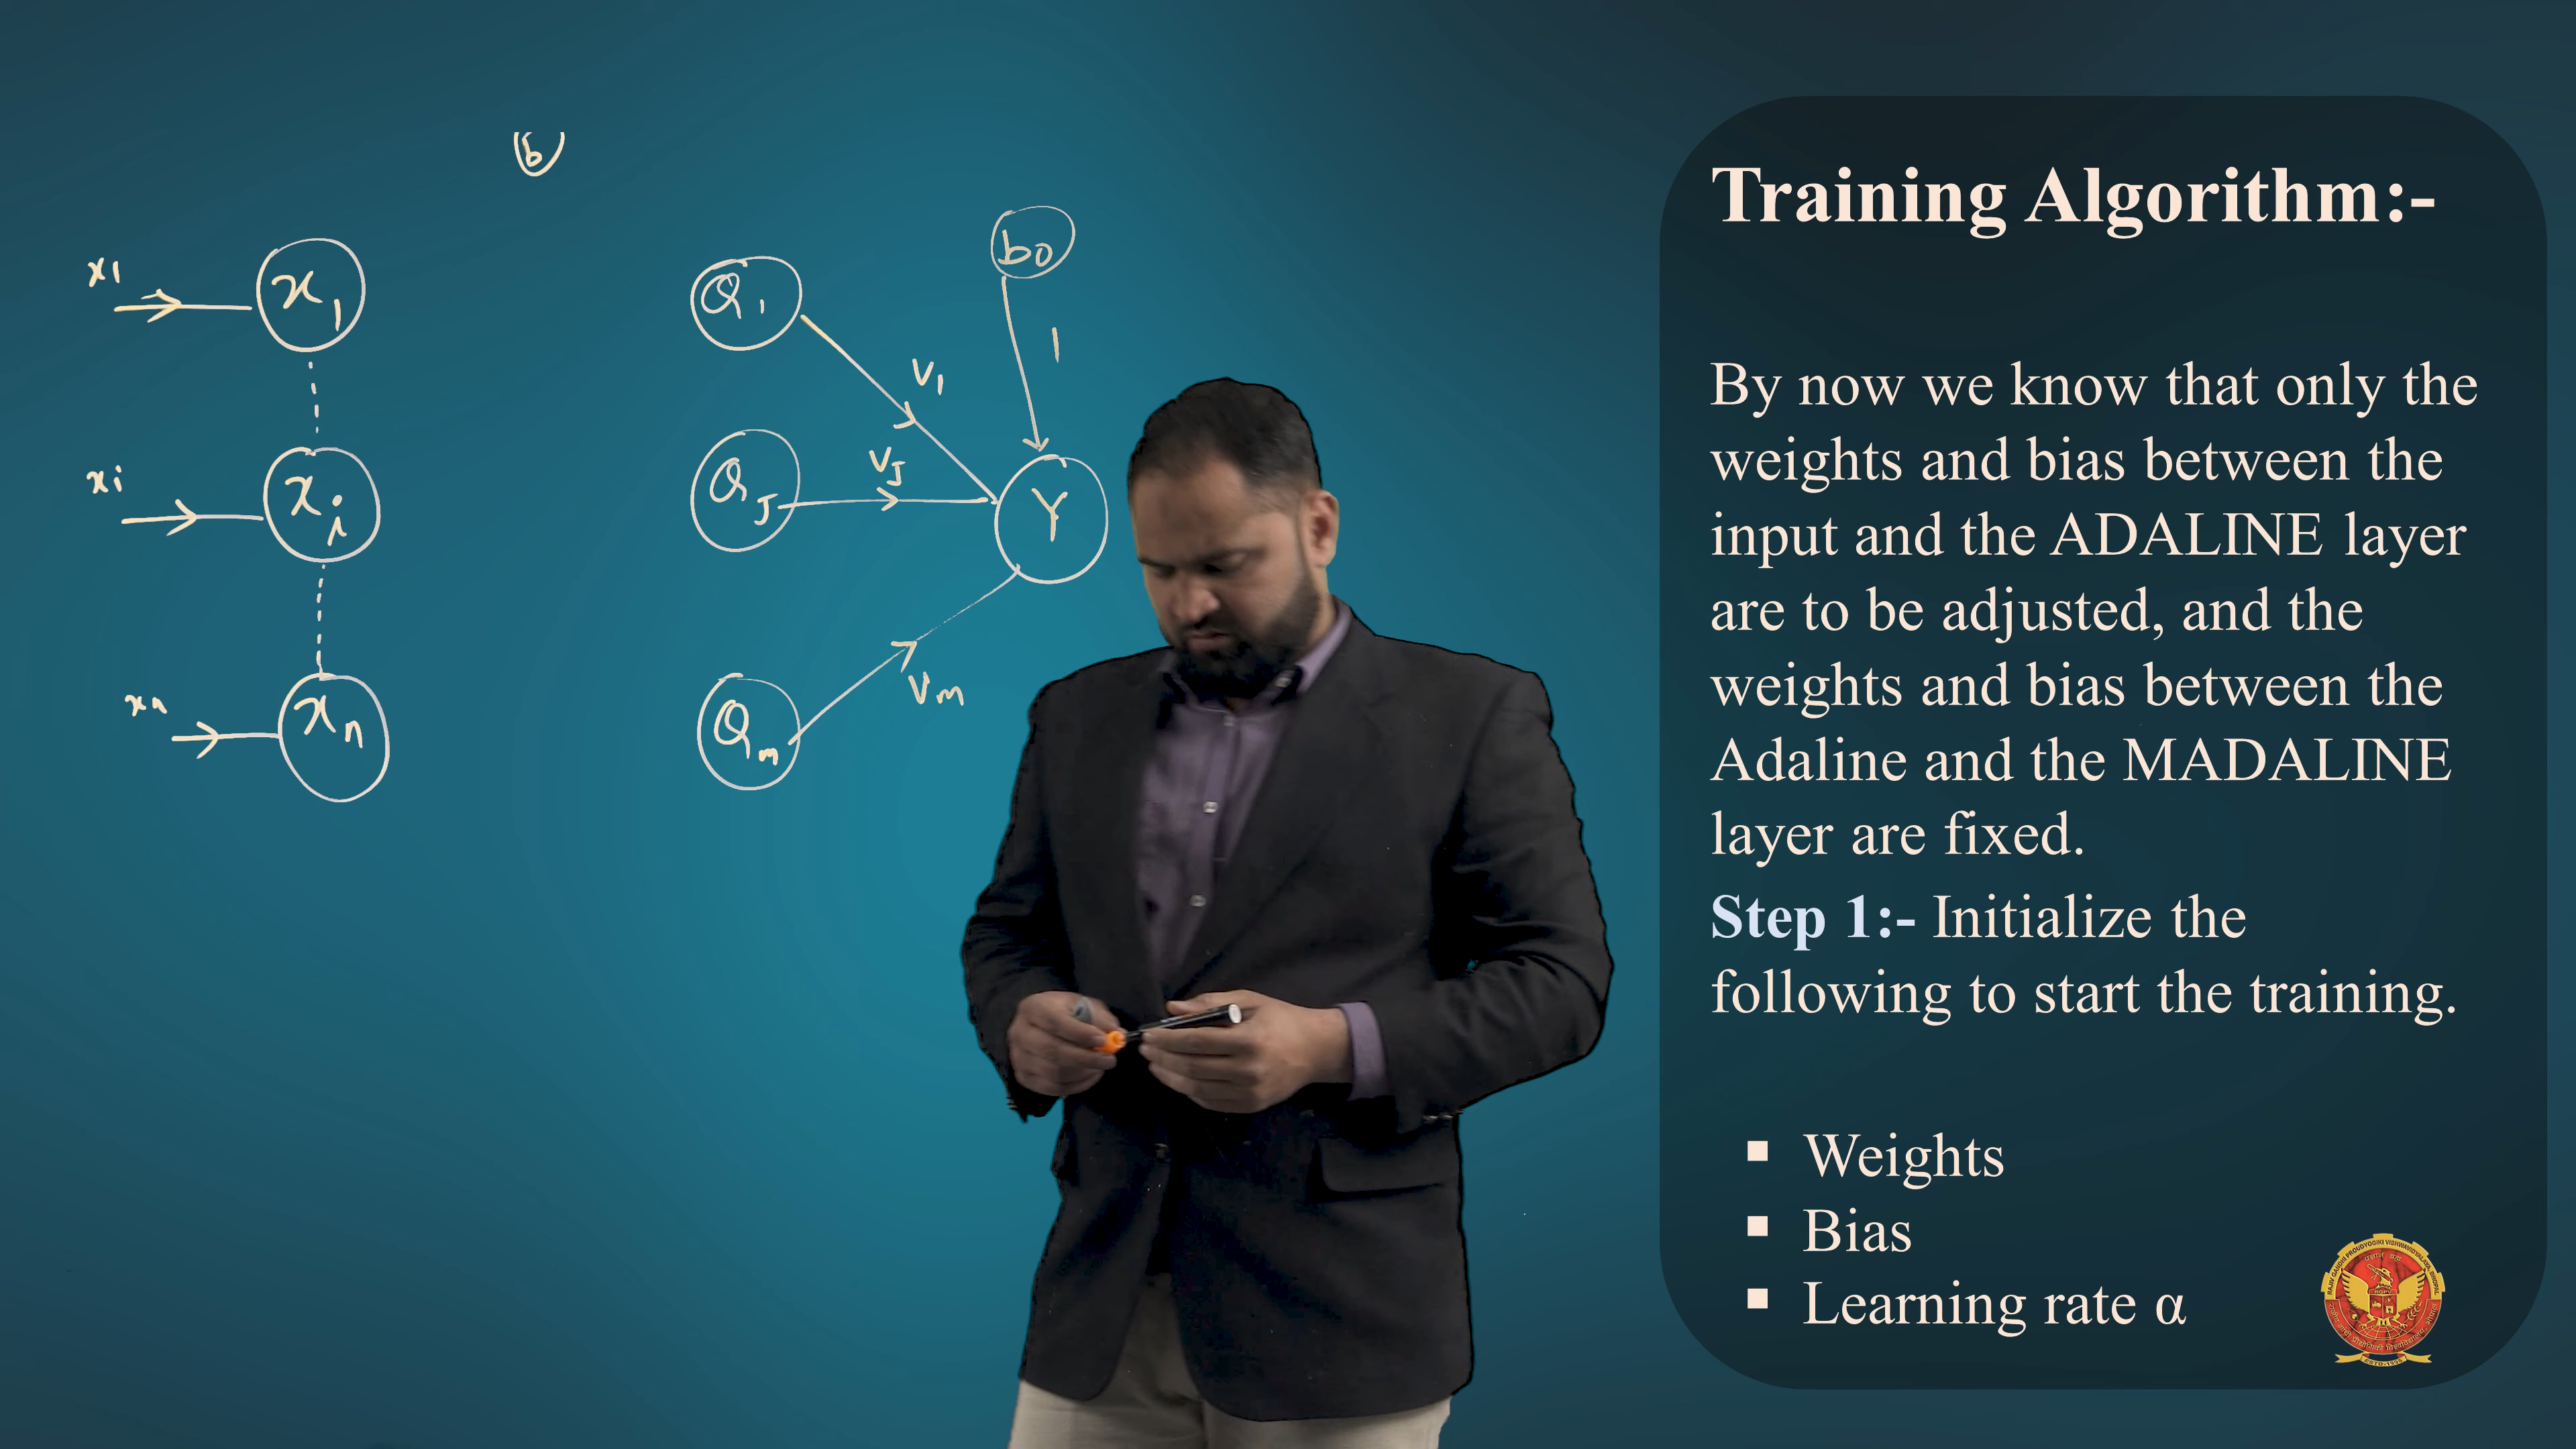 b
x1
x1
Q1
b0
1
v1
xi
xi
QJ
vJ
Y
xn
xn
Qm
vm
Training Algorithm:-
By now we know that only the
weights and bias between the
input and the ADALINE layer
are to be adjusted, and the
weights and bias between the
Adaline and the MADALINE
layer are fixed.
Step 1:- Initialize the
following to start the training.
▪ Weights
▪ Bias
▪ Learning rate α